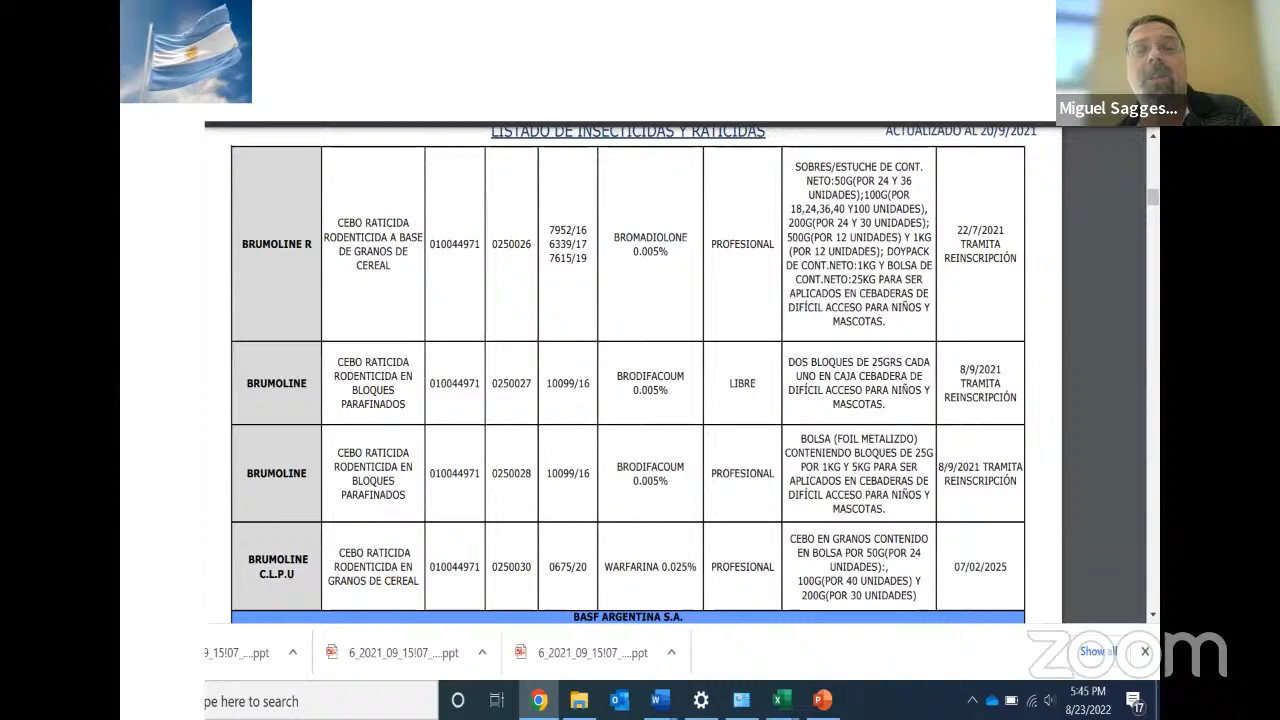 Miguel Sagges...
LISTADO DE INSECTICIDAS Y RATICIDAS
ACTUALIZADO AL 20/9/2021
BRUMOLINE R
CEBO RATICIDA
RODENTICIDA A BASE
DE GRANOS DE
CEREAL
010044971
0250026
7952/16
6339/17
7615/19
BROMADIOLONE
0.005%
PROFESIONAL
SOBRES/ESTUCHE DE CONT.
NETO:50G(POR 24 Y 36
UNIDADES);100G(POR
18,24,36,40 Y100 UNIDADES),
200G(POR 24 Y 30 UNIDADES);
500G(POR 12 UNIDADES) Y 1KG
(POR 12 UNIDADES); DOYPACK
DE CONT.NETO:1KG Y BOLSA DE
CONT.NETO:25KG PARA SER
APLICADOS EN CEBADERAS DE
DIFÍCIL ACCESO PARA NIÑOS Y
MASCOTAS.
22/7/2021
TRAMITA
REINSCRIPCIÓN
BRUMOLINE
CEBO RATICIDA
RODENTICIDA EN
BLOQUES
PARAFINADOS
010044971
0250027
10099/16
BRODIFACOUM
0.005%
LIBRE
DOS BLOQUES DE 25GRS CADA
UNO EN CAJA CEBADERA DE
DIFÍCIL ACCESO PARA NIÑOS Y
MASCOTAS.
8/9/2021
TRAMITA
REINSCRIPCIÓN
BRUMOLINE
CEBO RATICIDA
RODENTICIDA EN
BLOQUES
PARAFINADOS
010044971
0250028
10099/16
BRODIFACOUM
0.005%
PROFESIONAL
BOLSA (FOIL METALIZDO)
CONTENIENDO BLOQUES DE 25G
POR 1KG Y 5KG PARA SER
APLICADOS EN CEBADERAS DE
DIFÍCIL ACCESO PARA NIÑOS Y
MASCOTAS.
8/9/2021 TRAMITA
REINSCRIPCIÓN
BRUMOLINE
C.L.P.U
CEBO RATICIDA
RODENTICIDA EN
GRANOS DE CEREAL
010044971
0250030
0675/20
WARFARINA 0.025%
PROFESIONAL
CEBO EN GRANOS CONTENIDO
EN BOLSA POR 50G(POR 24
UNIDADES):,
100G(POR 40 UNIDADES) Y
200G(POR 30 UNIDADES)
07/02/2025
BASF ARGENTINA S.A.
9_15!07_....ppt
6_2021_09_15!07_....ppt
6_2021_09_15!07_....ppt
Show all
zoom
pe here to search
5:45 PM
8/23/2022
17